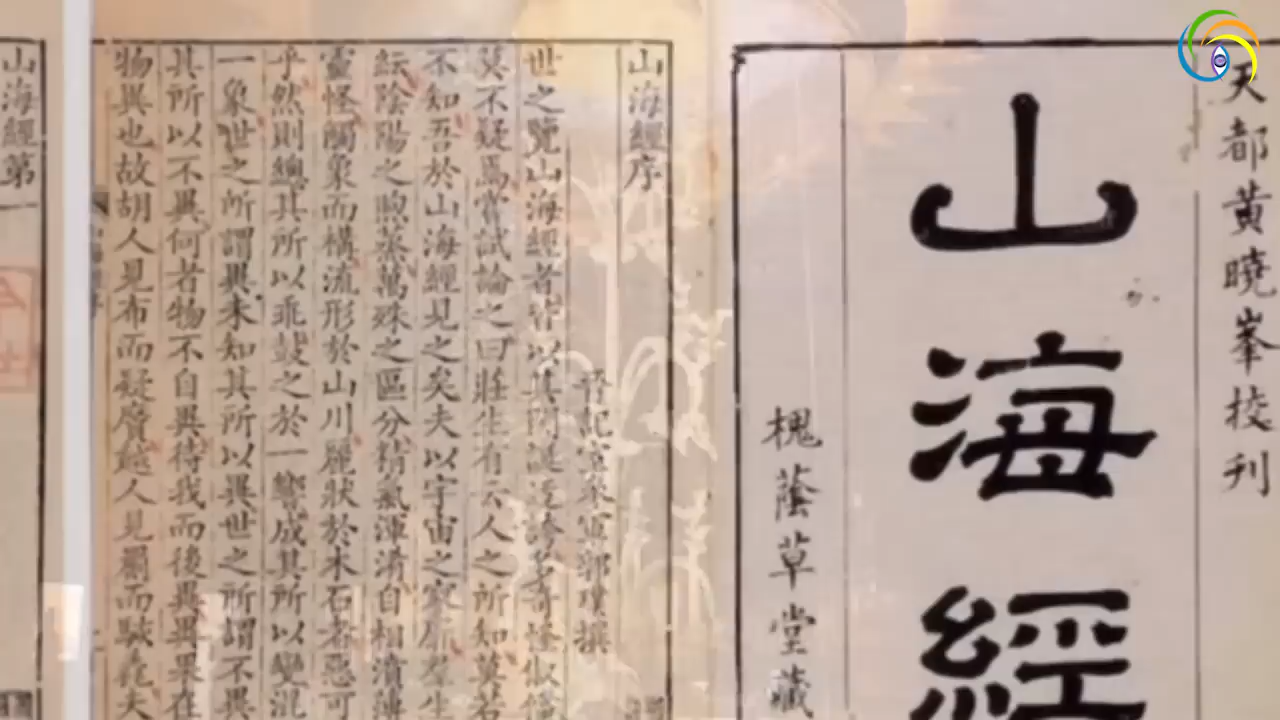 天都黄曉峯校刋
山海經
槐蔭草堂藏
山海經序
晉記室參軍郭璞撰
世之覽山海經者皆以其閎誕迂誇多奇怪俶儻
莫不疑焉嘗試論之曰莊生有云人之所知莫若
不知吾於山海經見之矣夫以宇宙之寥廓羣生
紜陰陽之煦蒸萬殊之區分精氣渾淆自相濆薄
靈怪觸象而構流形於山川麗狀於木石者惡可
乎然則總其所以乖鼓之於一響成其所以變混
一象世之所謂異未知其所以異世之所謂不異
其所以不異何者物不自異待我而後異異果在
物異也故胡人見布而疑黂越人見罽而駭毳夫
山海經第一